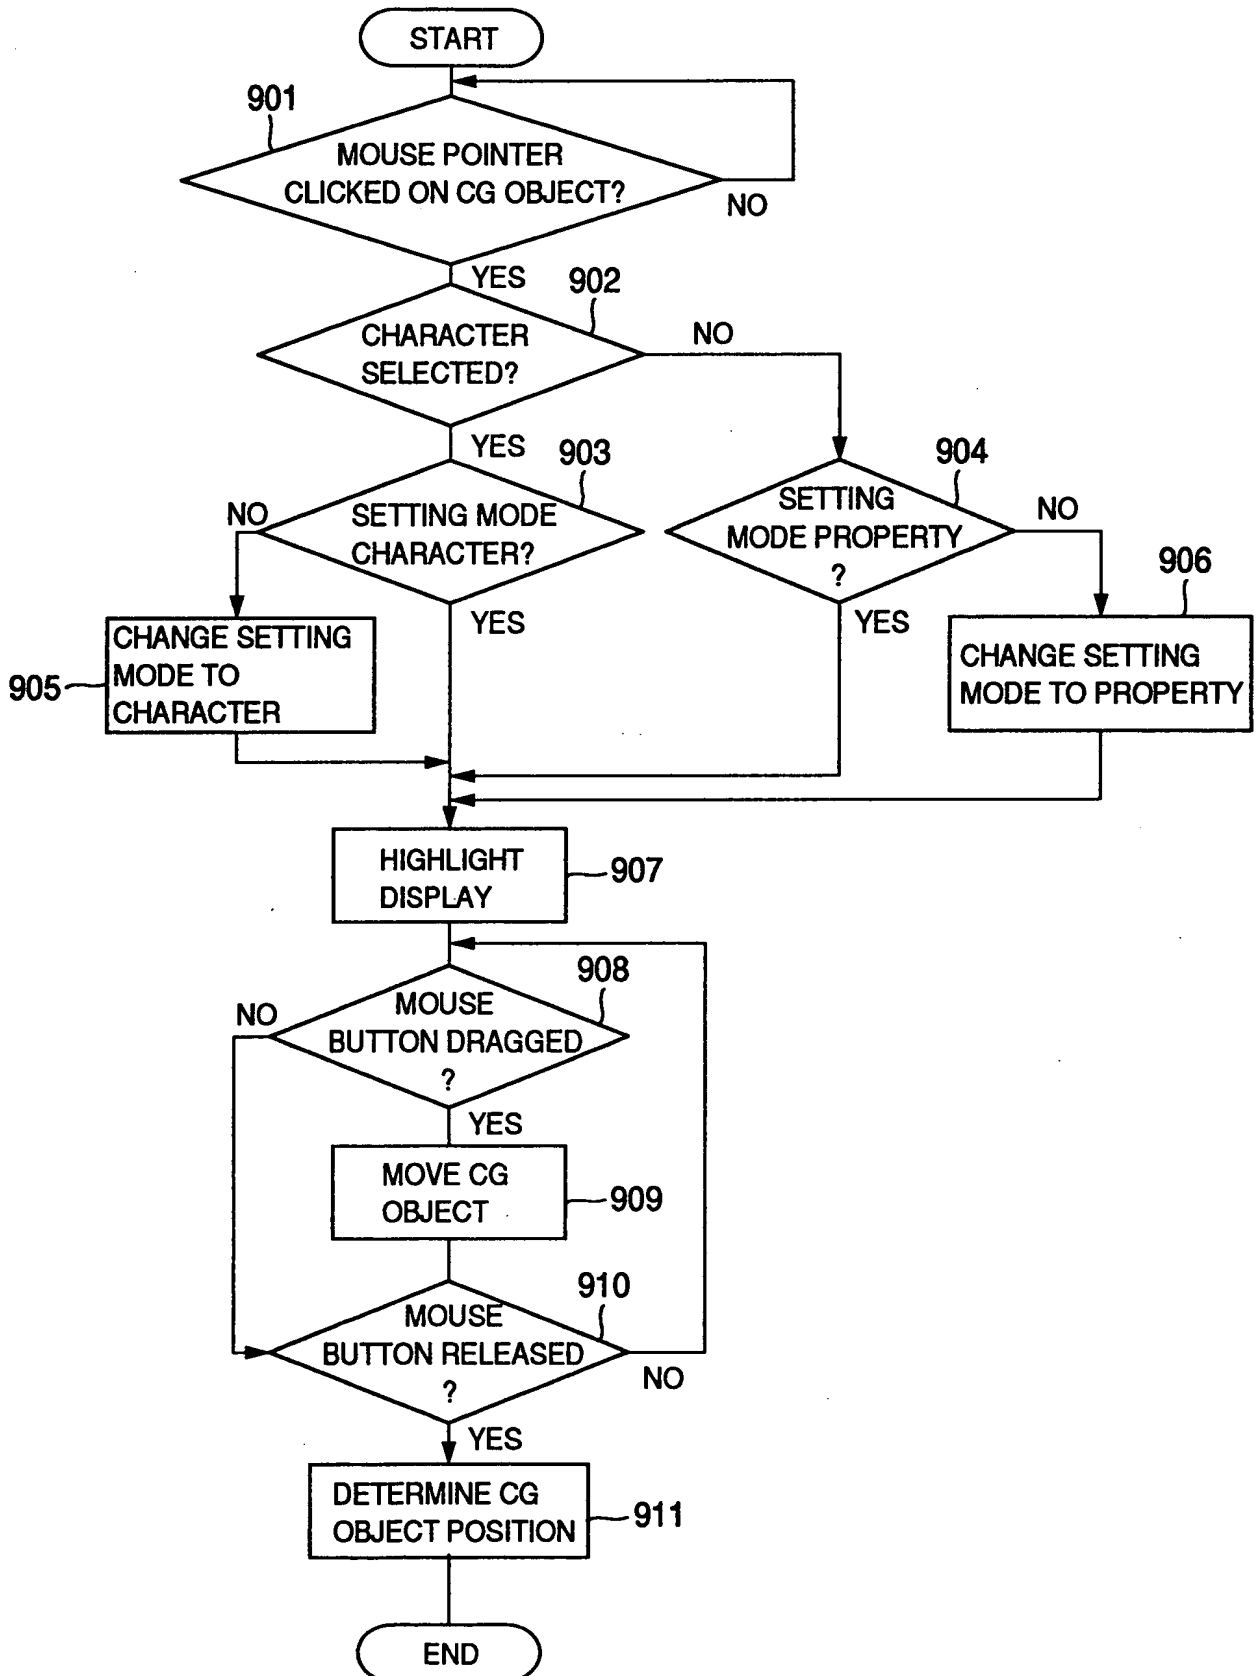 START
901
MOUSE POINTER
CLICKED ON CG OBJECT?
NO
YES
902
CHARACTER
SELECTED?
NO
YES
903
SETTING MODE
CHARACTER?
NO
YES
904
SETTING
MODE PROPERTY
?
NO
YES
905
CHANGE SETTING
MODE TO
CHARACTER
906
CHANGE SETTING
MODE TO PROPERTY
HIGHLIGHT
DISPLAY
907
908
MOUSE
BUTTON DRAGGED
?
NO
YES
MOVE CG
OBJECT
909
910
MOUSE
BUTTON RELEASED
?
NO
YES
DETERMINE CG
OBJECT POSITION
911
END